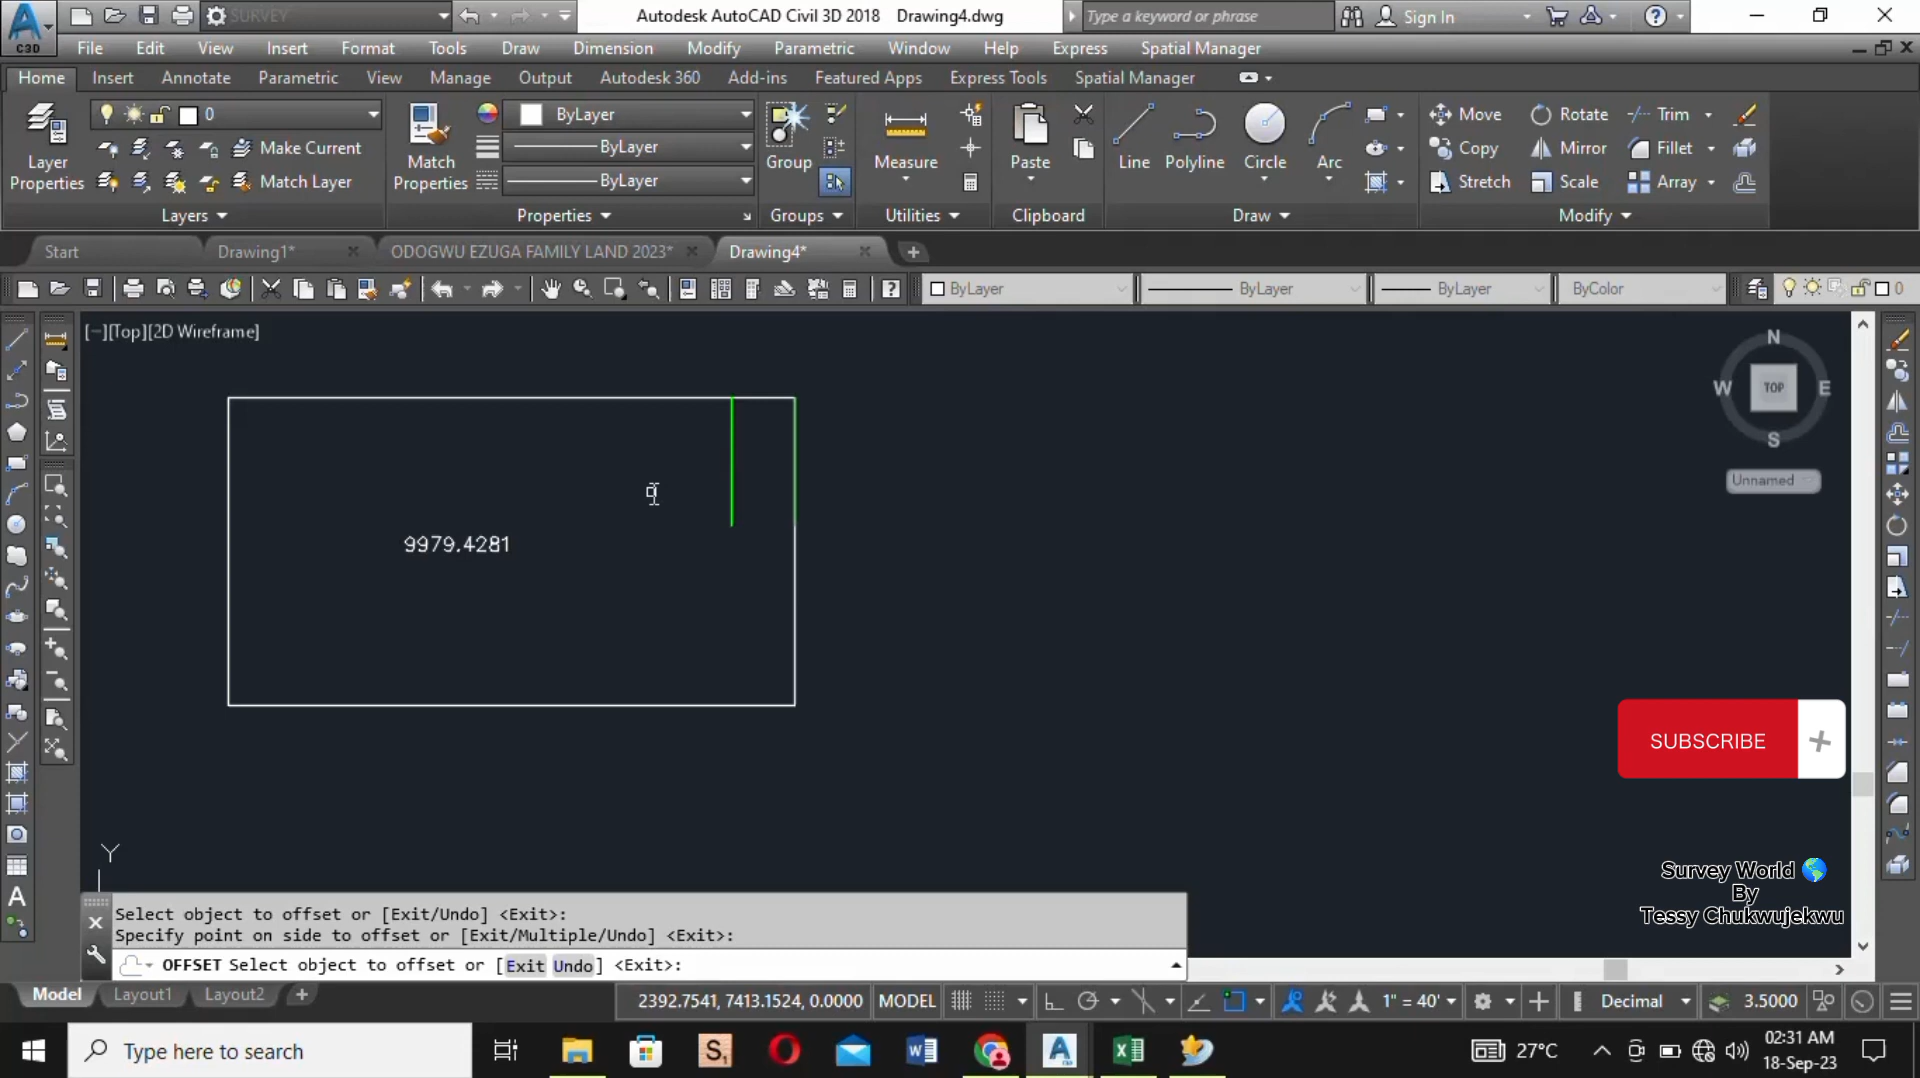 SURVEY
Autodesk AutoCAD Civil 3D 2018 Drawing4.dwg
Type a keyword or phrase
Sign In
C3D
File Edit View Insert Format Tools Draw Dimension Modify Parametric Window Help Express Spatial Manager
Home Insert Annotate Parametric View Manage Output Autodesk 360 Add-ins Featured Apps Express Tools Spatial Manager
0
Layer Properties
Make Current
Match Layer
Layers
Match Properties
ByLayer
ByLayer
ByLayer
Properties
Group
Groups
Measure
Utilities
Paste
Clipboard
Line Polyline Circle Arc
Draw
Move Rotate Trim
Copy Mirror Fillet
Stretch Scale Array
Modify
Start Drawing1* ODOGWU EZUGA FAMILY LAND 2023* Drawing4*
ByLayer ByLayer ByLayer ByColor 0
[−][Top][2D Wireframe]
N
W TOP E
S
Unnamed
9979.4281
SUBSCRIBE
Survey World
By
Tessy Chukwujekwu
Y
Select object to offset or [Exit/Undo] <Exit>:
Specify point on side to offset or [Exit/Multiple/Undo] <Exit>:
OFFSET Select object to offset or [Exit Undo] <Exit>:
Model Layout1 Layout2
2392.7541, 7413.1524, 0.0000 MODEL 1" = 40' Decimal 3.5000
Type here to search
27°C
02:31 AM
18-Sep-23